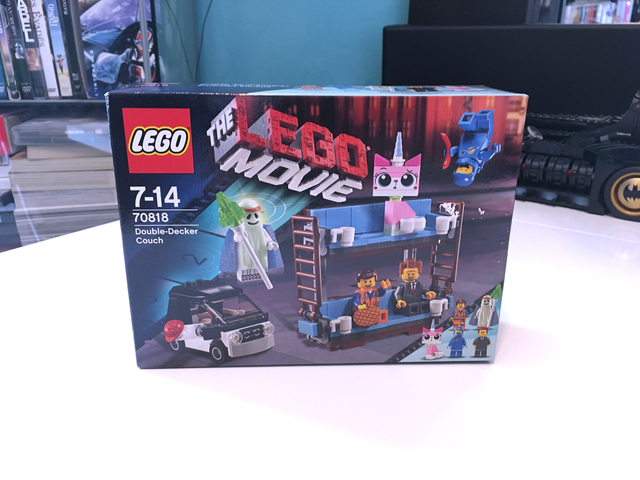 LEGO
THE
LEGO
MOVIE
7-14
70818
Double-Decker
Couch